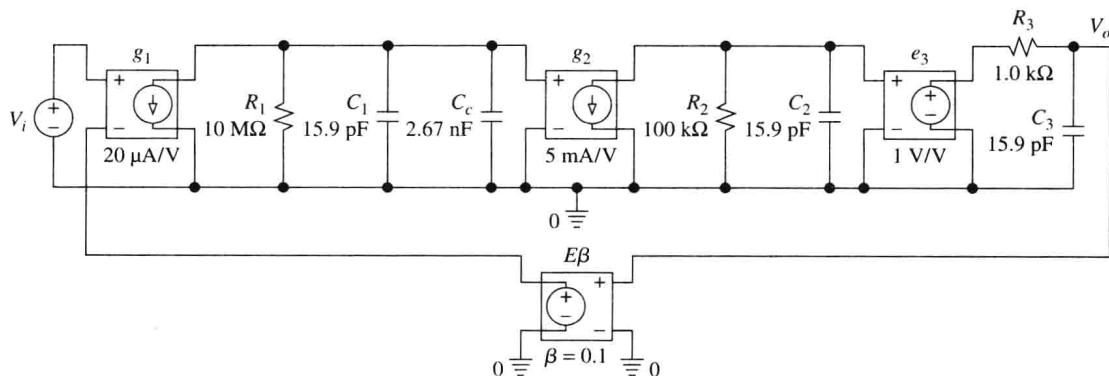 R₃
Vₒ
g₁
g₂
e₃
+
+
+
+
1.0 kΩ
Vᵢ
+
−
R₁
10 MΩ
C₁
15.9 pF
C𝒸
2.67 nF
R₂
100 kΩ
C₂
15.9 pF
C₃
15.9 pF
−
−
−
−
20 µA/V
5 mA/V
1 V/V
0
Eβ
+
+
−
−
0
β = 0.1
0